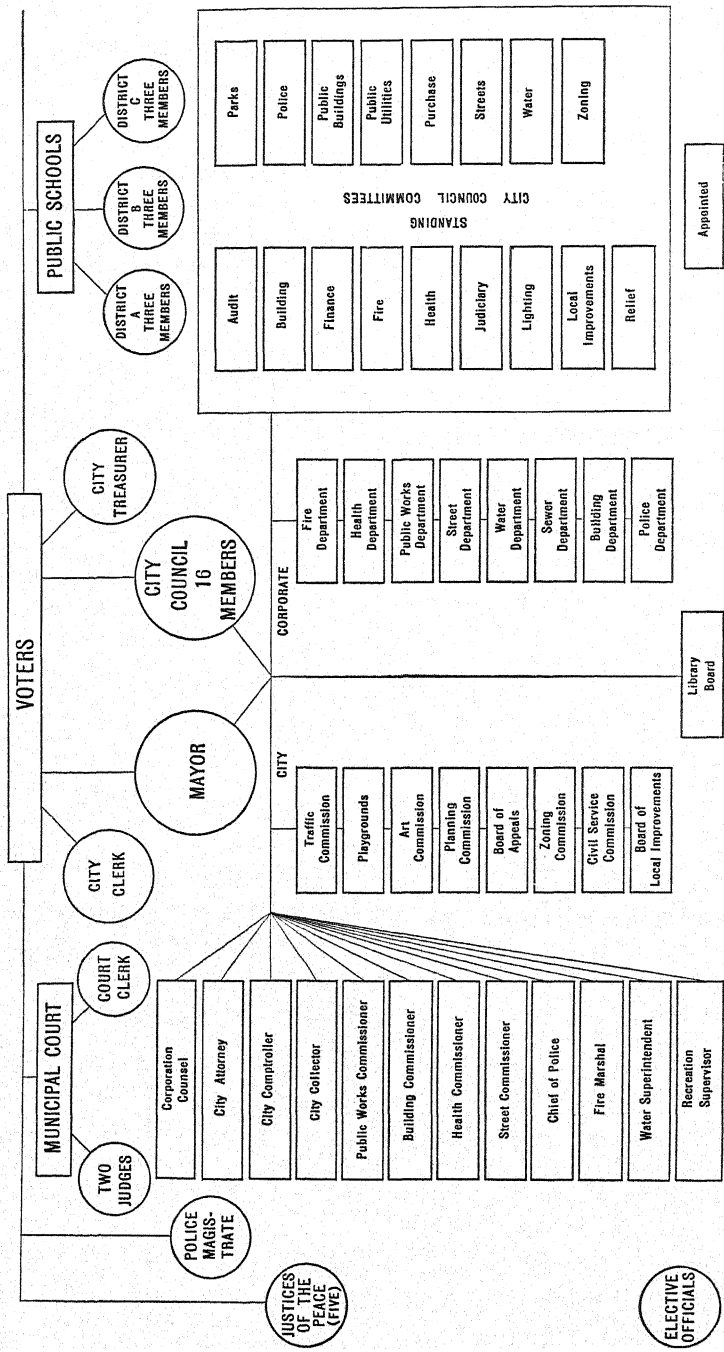 VOTERS
MUNICIPAL COURT
PUBLIC SCHOOLS
TWO
JUDGES
COURT
CLERK
CITY
CLERK
MAYOR
CITY
COUNCIL
16
MEMBERS
CITY
TREASURER
DISTRICT
A
THREE
MEMBERS
DISTRICT
B
THREE
MEMBERS
DISTRICT
C
THREE
MEMBERS
POLICE
MAGIS-
TRATE
JUSTICES
OF THE
PEACE
(FIVE)
Corporation
Counsel
City Attorney
City Comptroller
City Collector
Public Works Commissioner
Building Commissioner
Health Commissioner
Street Commissioner
Chief of Police
Fire Marshal
Water Superintendent
Recreation
Supervisor
CITY
Traffic
Commission
Playgrounds
Art
Commission
Planning
Commission
Board of
Appeals
Zoning
Commission
Civil Service
Commission
Board of
Local Improvements
CORPORATE
Fire
Department
Health
Department
Public Works
Department
Street
Department
Water
Department
Sewer
Department
Building
Department
Police
Department
Library
Board
STANDING
CITY COUNCIL COMMITTEES
Audit
Building
Finance
Fire
Health
Judiciary
Lighting
Local
Improvements
Relief
Parks
Police
Public
Buildings
Public
Utilities
Purchase
Streets
Water
Zoning
ELECTIVE
OFFICIALS
Appointed